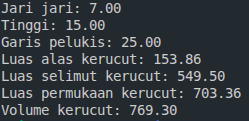 Jari jari: 7.00
Tinggi: 15.00
Garis pelukis: 25.00
Luas alas kerucut: 153.86
Luas selimut kerucut: 549.50
Luas permukaan kerucut: 703.36
Volume kerucut: 769.30